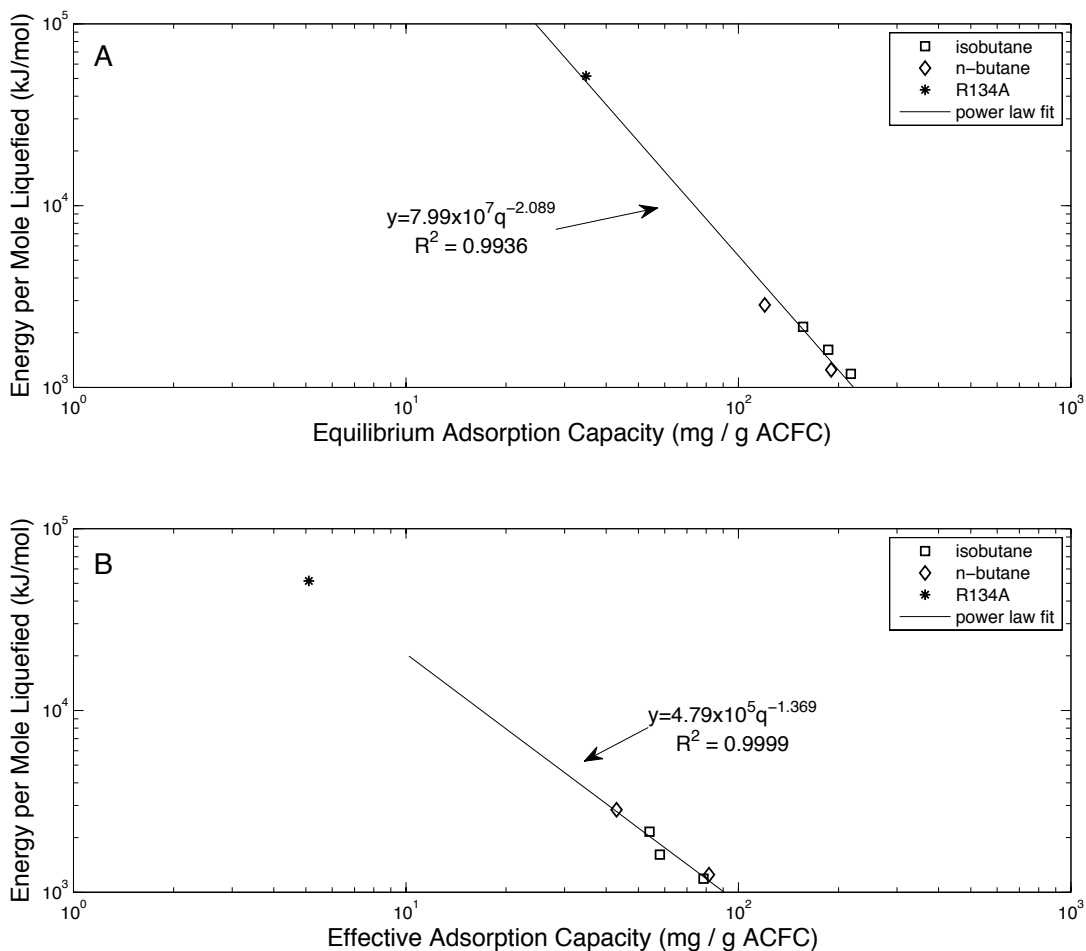 A
isobutane
n−butane
R134A
power law fit
y=7.99x10^7q^−2.089
R^2 = 0.9936
Energy per Mole Liquefied (kJ/mol)
10^5
10^4
10^3
10^0 10^1 10^2 10^3
Equilibrium Adsorption Capacity (mg / g ACFC)
B
isobutane
n−butane
R134A
power law fit
y=4.79x10^5q^−1.369
R^2 = 0.9999
Energy per Mole Liquefied (kJ/mol)
10^5
10^4
10^3
10^0 10^1 10^2 10^3
Effective Adsorption Capacity (mg / g ACFC)